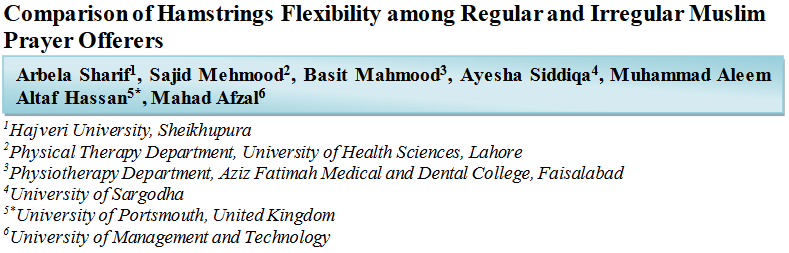 Comparison of Hamstrings Flexibility among Regular and Irregular Muslim
Prayer Offerers
Arbela Sharif1, Sajid Mehmood2, Basit Mahmood3, Ayesha Siddiqa4, Muhammad Aleem
Altaf Hassan5*, Mahad Afzal6
1Hajveri University, Sheikhupura
2Physical Therapy Department, University of Health Sciences, Lahore
3Physiotherapy Department, Aziz Fatimah Medical and Dental College, Faisalabad
4University of Sargodha
5*University of Portsmouth, United Kingdom
6University of Management and Technology